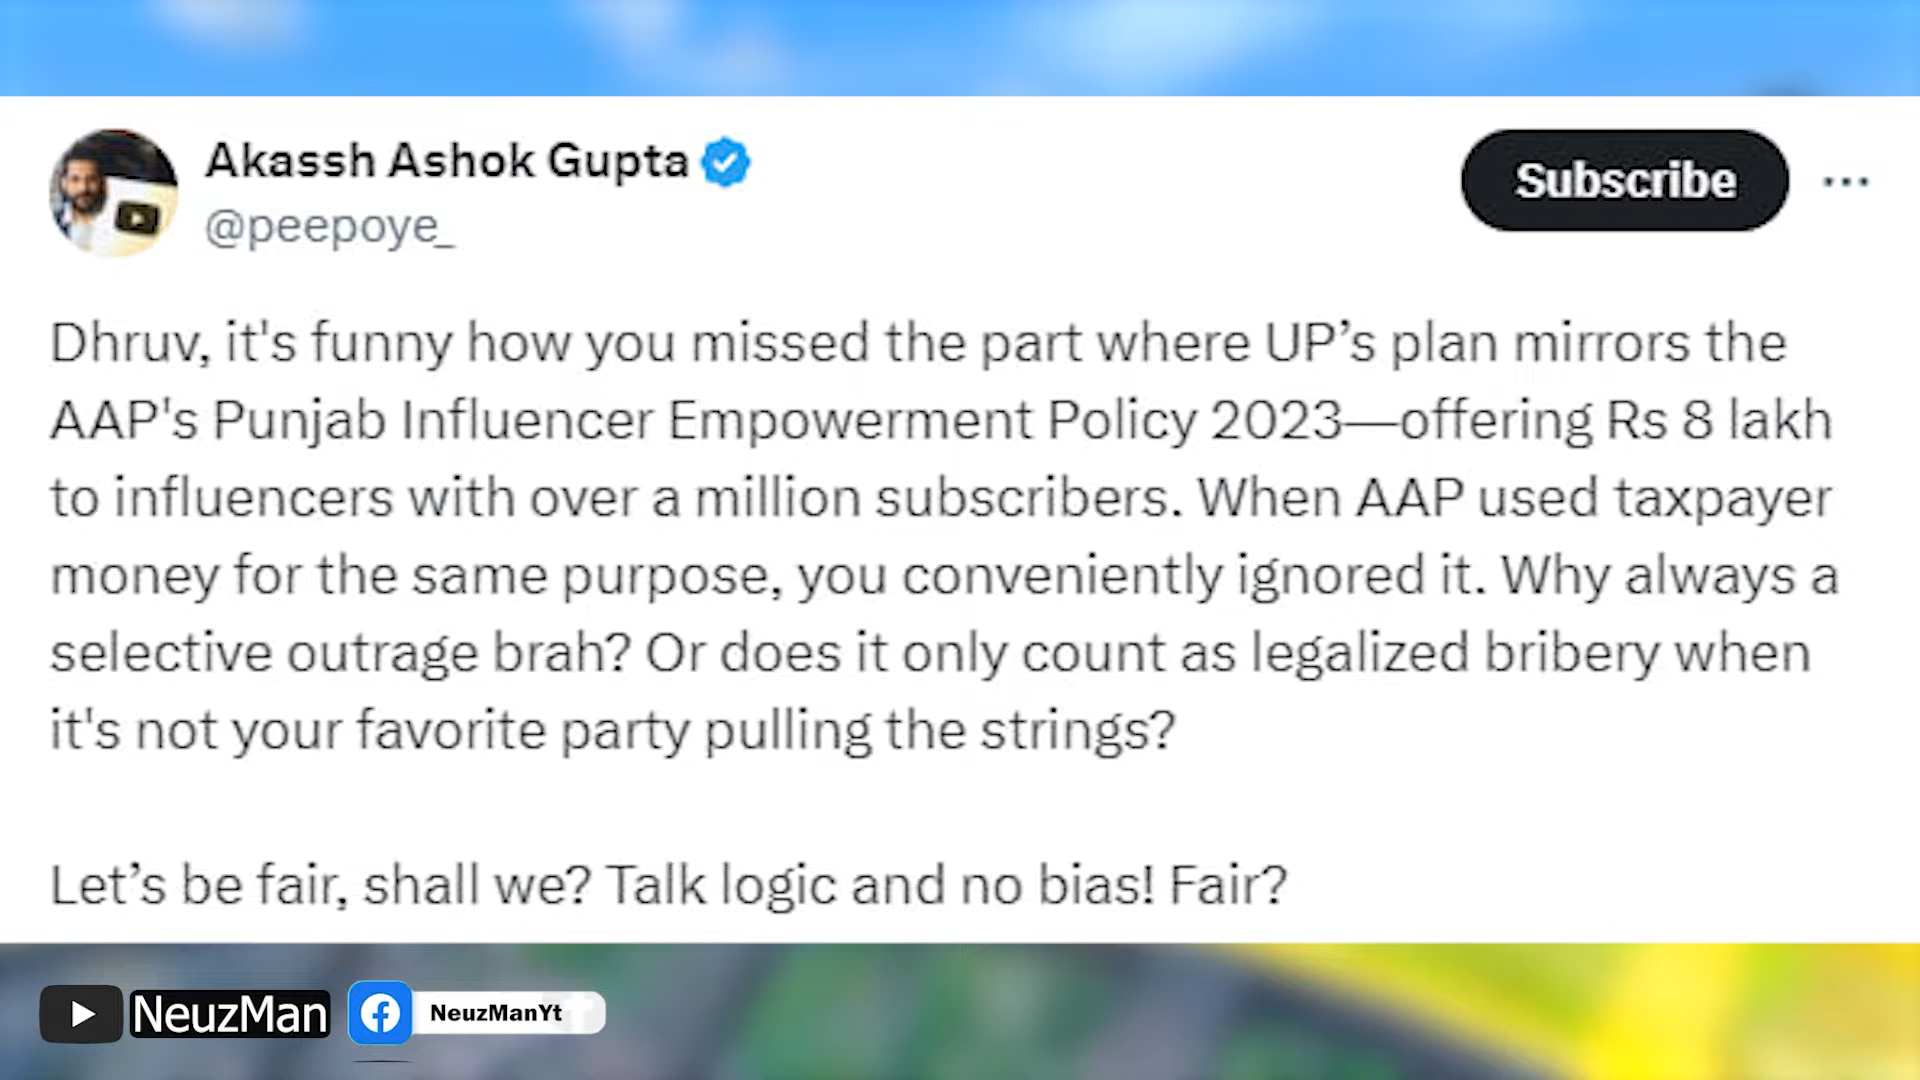 Akassh Ashok Gupta
@peepoye_
Subscribe
Dhruv, it's funny how you missed the part where UP’s plan mirrors the
AAP's Punjab Influencer Empowerment Policy 2023—offering Rs 8 lakh
to influencers with over a million subscribers. When AAP used taxpayer
money for the same purpose, you conveniently ignored it. Why always a
selective outrage brah? Or does it only count as legalized bribery when
it's not your favorite party pulling the strings?
Let’s be fair, shall we? Talk logic and no bias! Fair?
NeuzMan
NeuzManYt